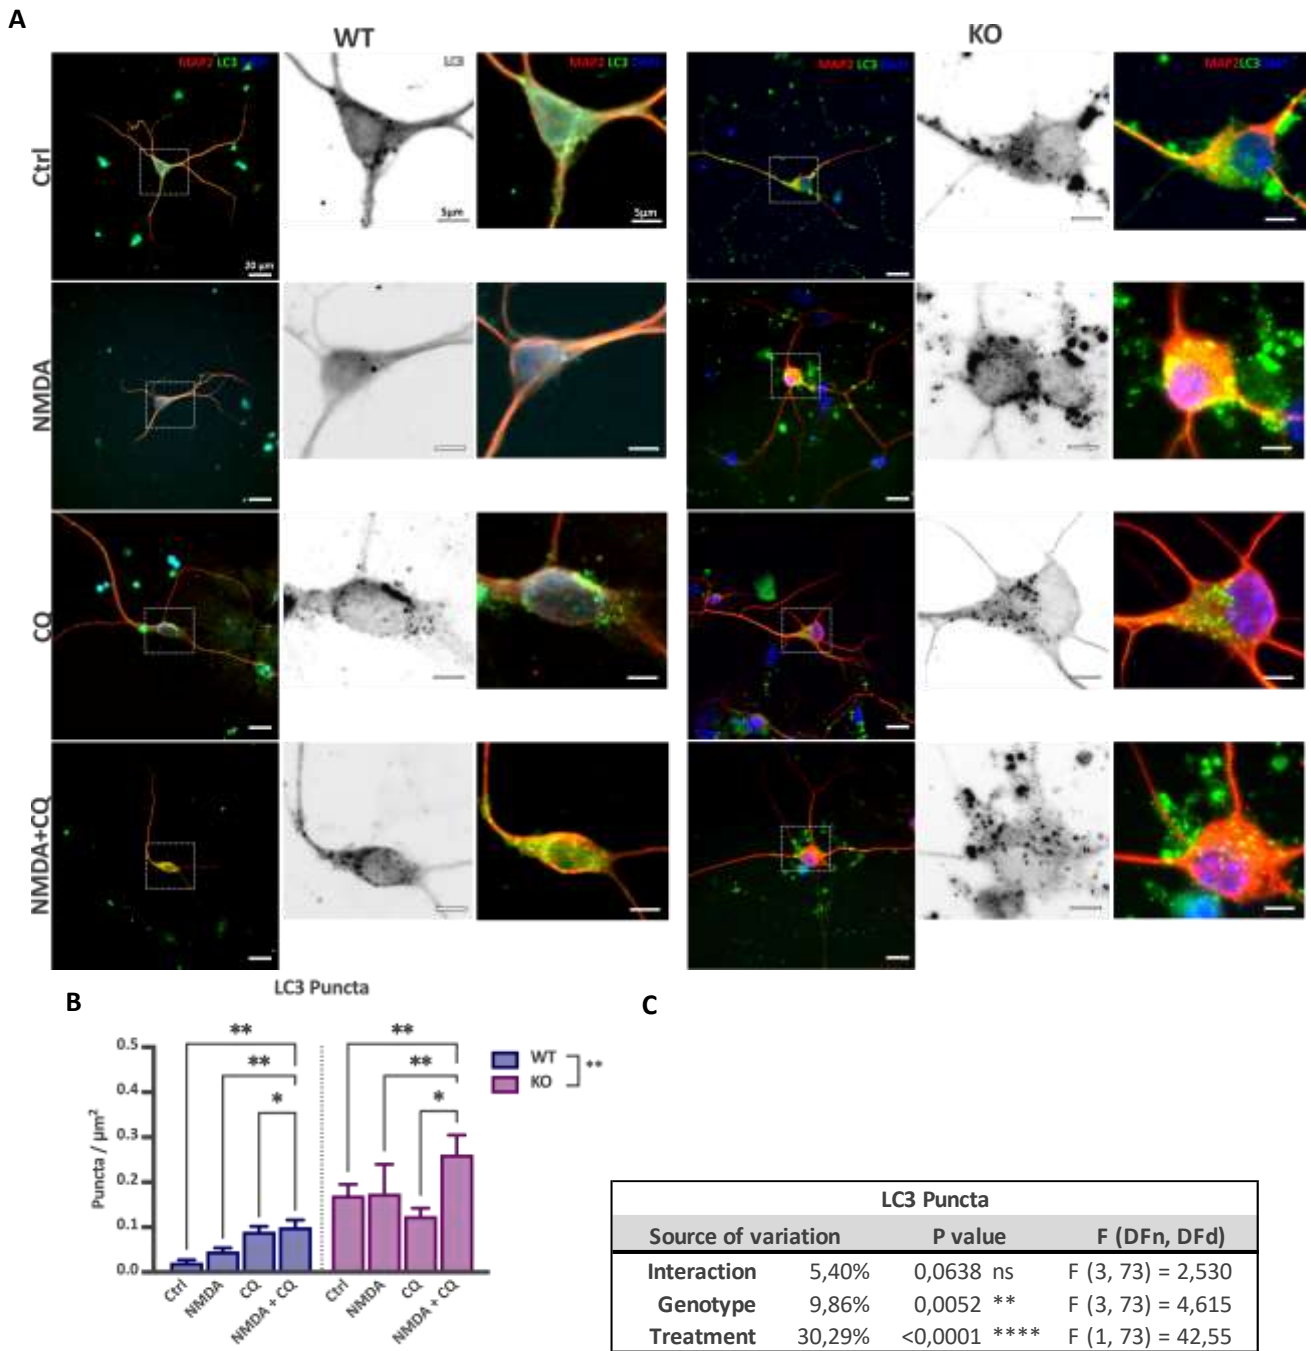 A
WT
KO
MAP2 LC3 DAPI
LC3
MAP2 LC3 DAPI
MAP2 LC3 DAPI
MAP2 LC3 DAPI
Ctrl
20 µm
5µm
5µm
NMDA
CQ
NMDA+CQ
B
LC3 Puncta
Puncta / µm²
0.5
0.4
0.3
0.2
0.1
0.0
** ** * ** ** *
Ctrl
NMDA
CQ
NMDA + CQ
Ctrl
NMDA
CQ
NMDA + CQ
WT
KO
**
C
LC3 Puncta
Source of variation P value F (DFn, DFd)
Interaction 5,40% 0,0638 ns F (3, 73) = 2,530
Genotype 9,86% 0,0052 ** F (3, 73) = 4,615
Treatment 30,29% <0,0001 **** F (1, 73) = 42,55